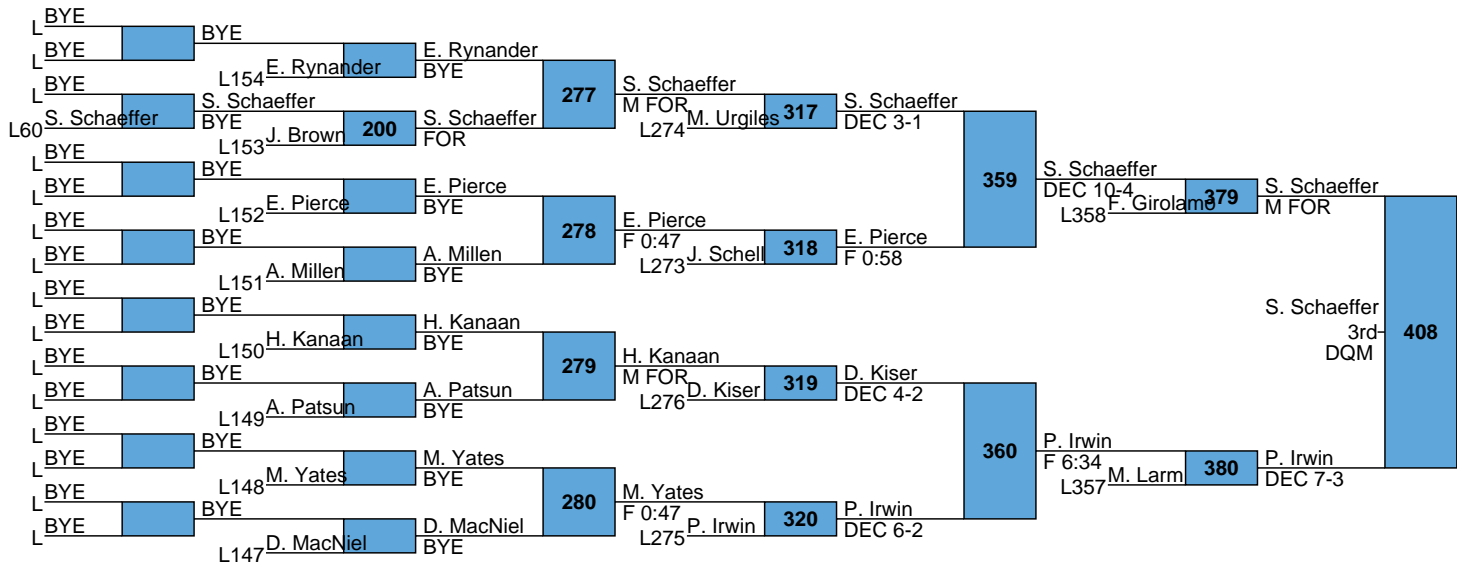 BYE
L
BYE
BYE
L
E. Rynander
E. Rynander
L154
BYE
BYE
L
277
S. Schaeffer
M FOR
S. Schaeffer
L60
S. Schaeffer
BYE
200
J. Brown
L153
S. Schaeffer
FOR
M. Urgiles
L274
317
S. Schaeffer
DEC 3-1
BYE
L
BYE
BYE
L
E. Pierce
E. Pierce
L152
BYE
359
S. Schaeffer
DEC 10-4
F. Girolamo
L358
379
S. Schaeffer
M FOR
278
E. Pierce
F 0:47
BYE
L
BYE
BYE
L
A. Millen
A. Millen
L151
BYE
J. Schell
L273
318
E. Pierce
F 0:58
BYE
L
BYE
BYE
L
H. Kanaan
H. Kanaan
L150
BYE
S. Schaeffer
3rd
DQM
408
279
H. Kanaan
M FOR
BYE
L
BYE
BYE
L
A. Patsun
A. Patsun
L149
BYE
D. Kiser
L276
319
D. Kiser
DEC 4-2
BYE
L
BYE
BYE
L
M. Yates
M. Yates
L148
BYE
360
P. Irwin
F 6:34
M. Larm
L357
380
P. Irwin
DEC 7-3
280
M. Yates
F 0:47
BYE
L
BYE
BYE
L
D. MacNiel
D. MacNiel
L147
BYE
P. Irwin
L275
320
P. Irwin
DEC 6-2